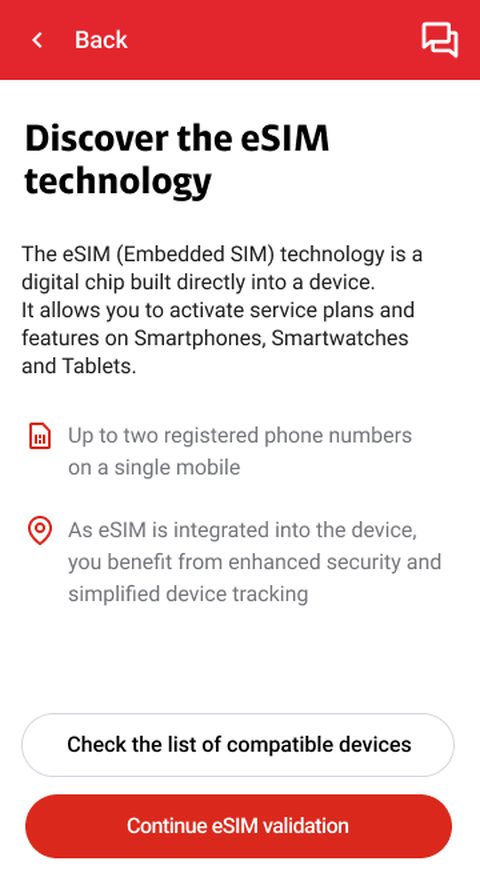 Back
Discover the eSIM
technology
The eSIM (Embedded SIM) technology is a
digital chip built directly into a device.
It allows you to activate service plans and
features on Smartphones, Smartwatches
and Tablets.
Up to two registered phone numbers
on a single mobile
As eSIM is integrated into the device,
you benefit from enhanced security and
simplified device tracking
Check the list of compatible devices
Continue eSIM validation